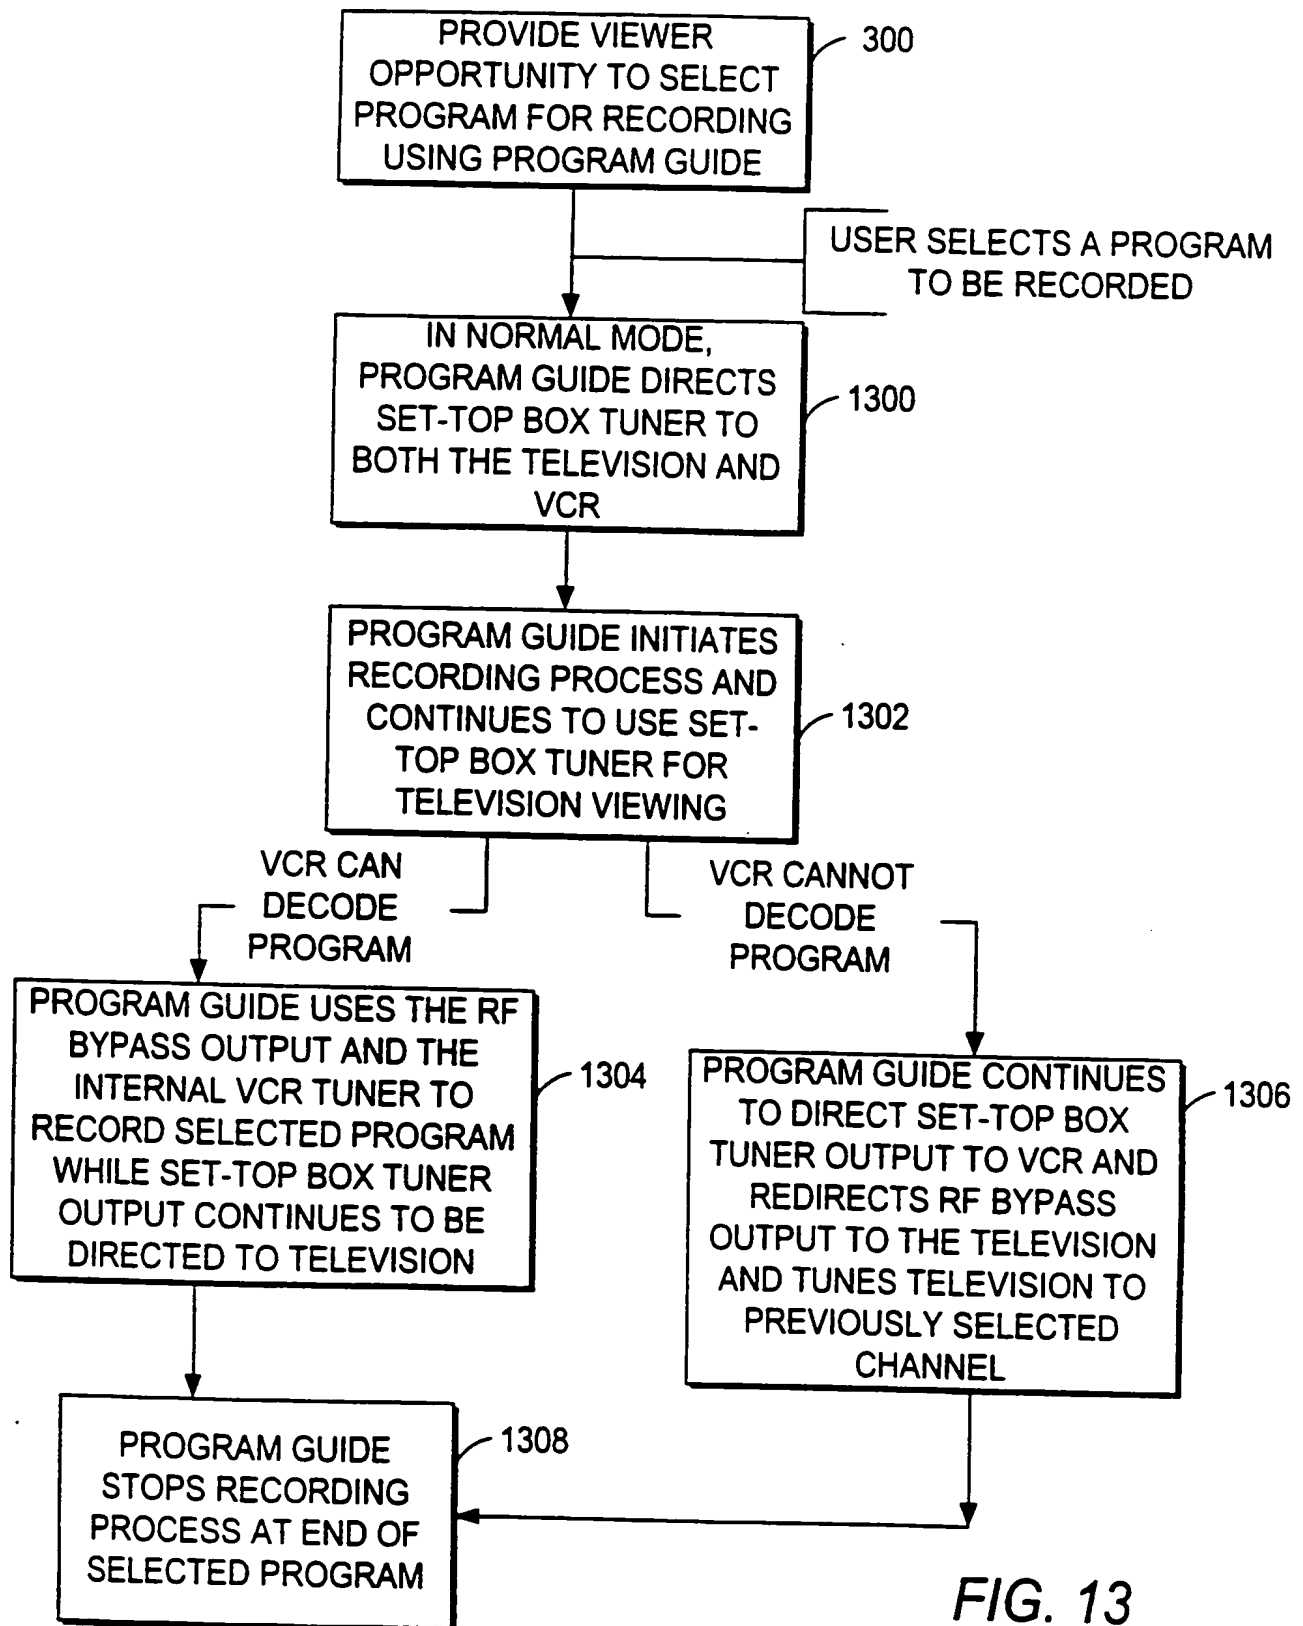 PROVIDE VIEWER
OPPORTUNITY TO SELECT
PROGRAM FOR RECORDING
USING PROGRAM GUIDE
300
USER SELECTS A PROGRAM
TO BE RECORDED
IN NORMAL MODE,
PROGRAM GUIDE DIRECTS
SET-TOP BOX TUNER TO
BOTH THE TELEVISION AND
VCR
1300
PROGRAM GUIDE INITIATES
RECORDING PROCESS AND
CONTINUES TO USE SET-
TOP BOX TUNER FOR
TELEVISION VIEWING
1302
VCR CAN
DECODE
PROGRAM
VCR CANNOT
DECODE
PROGRAM
PROGRAM GUIDE USES THE RF
BYPASS OUTPUT AND THE
INTERNAL VCR TUNER TO
RECORD SELECTED PROGRAM
WHILE SET-TOP BOX TUNER
OUTPUT CONTINUES TO BE
DIRECTED TO TELEVISION
1304
PROGRAM GUIDE CONTINUES
TO DIRECT SET-TOP BOX
TUNER OUTPUT TO VCR AND
REDIRECTS RF BYPASS
OUTPUT TO THE TELEVISION
AND TUNES TELEVISION TO
PREVIOUSLY SELECTED
CHANNEL
1306
PROGRAM GUIDE
STOPS RECORDING
PROCESS AT END OF
SELECTED PROGRAM
1308
FIG. 13